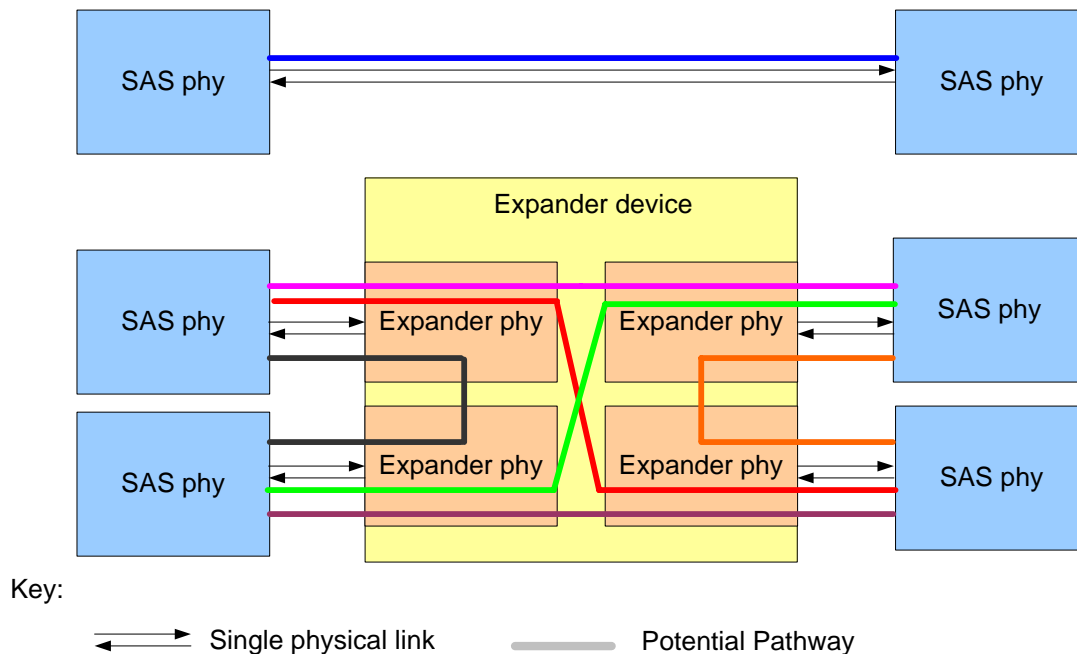 SAS phy
SAS phy
Expander device
SAS phy
Expander phy
Expander phy
SAS phy
SAS phy
Expander phy
Expander phy
SAS phy
Key:
Single physical link
Potential Pathway